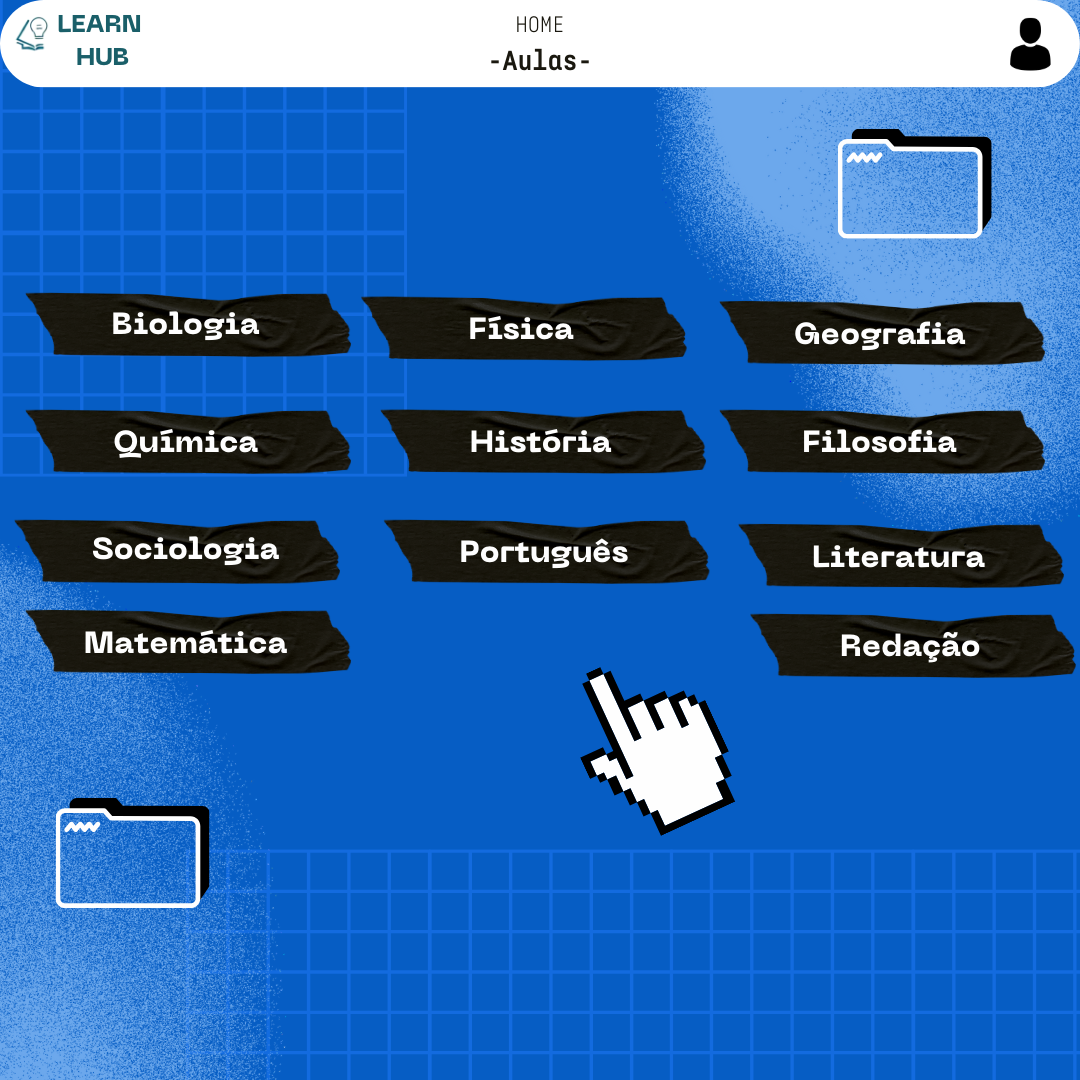 LEARN
HUB
HOME
-Aulas-
Biologia
Física
Geografia
Química
História
Filosofia
Sociologia
Português
Literatura
Matemática
Redação